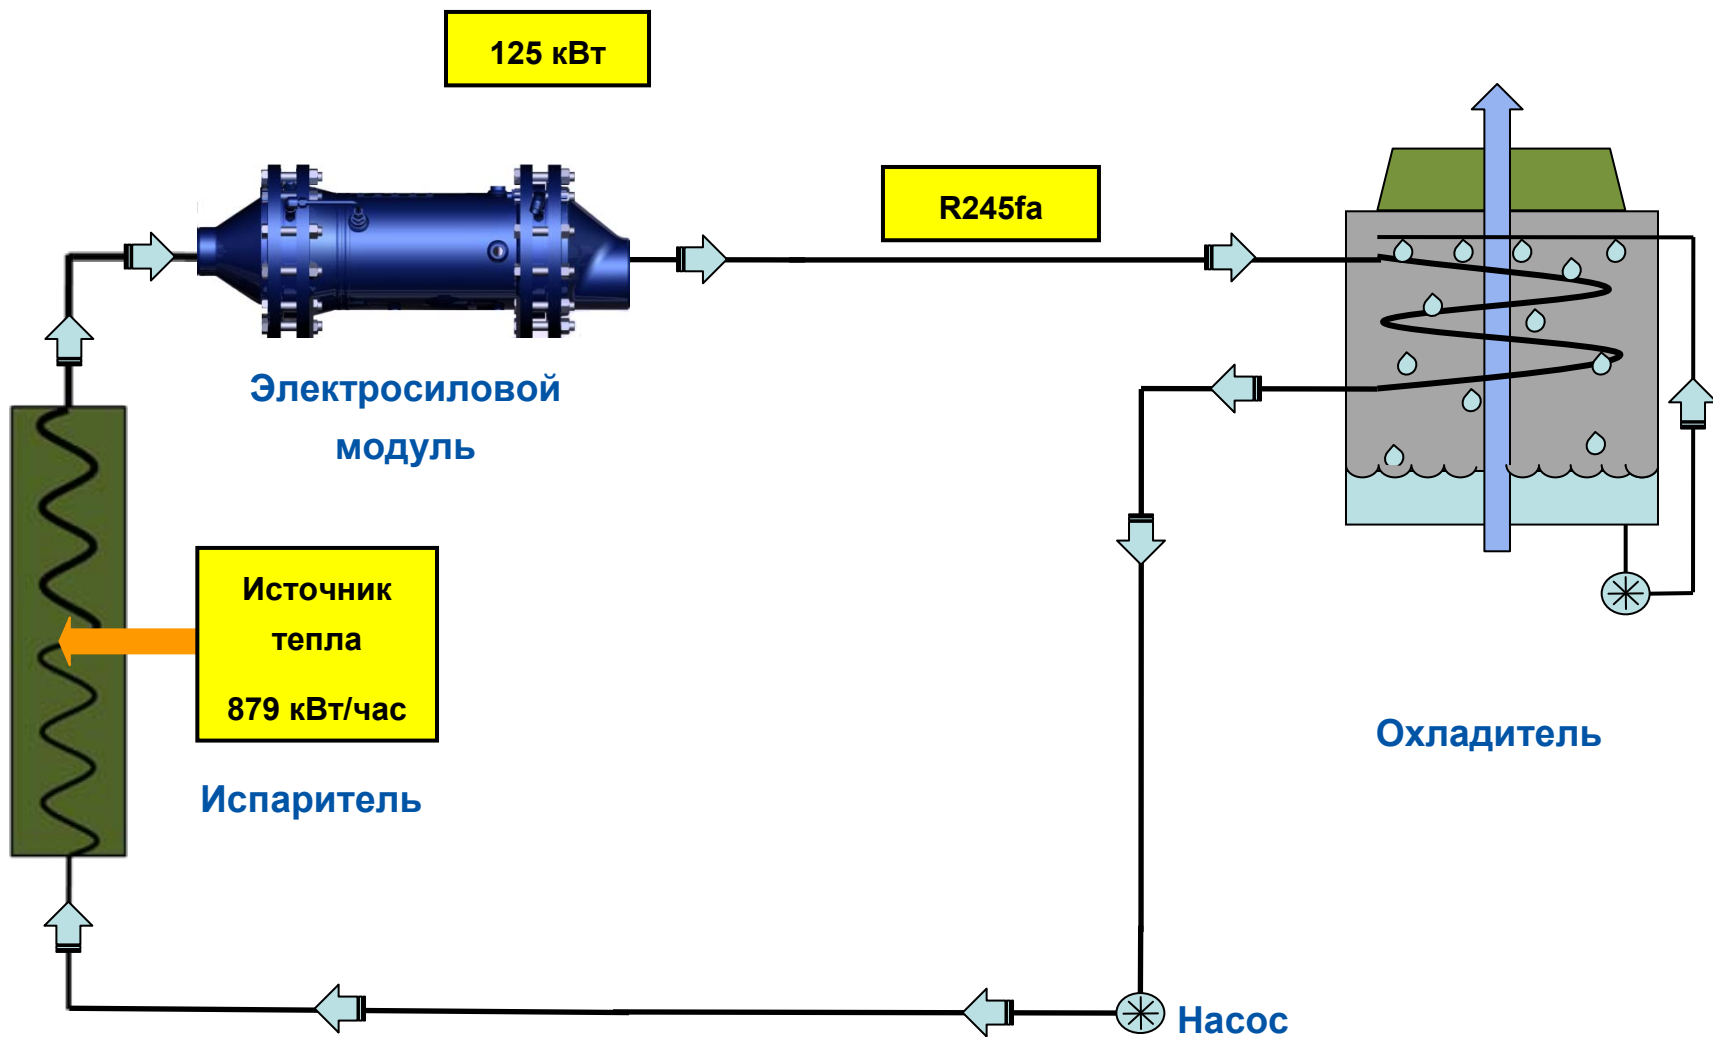 125 кВт
R245fa
Электросиловой
модуль
Источник
тепла
879 кВт/час
Охладитель
Испаритель
Насос